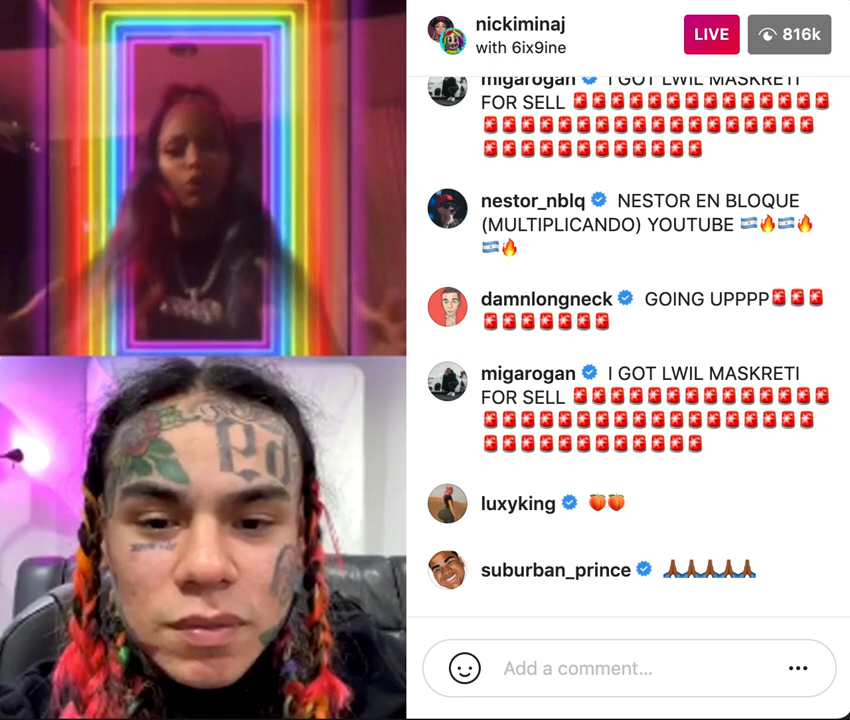 nickiminaj
with 6ix9ine
LIVE
816k
migarogan I GOT LWIL MASKRETI
FOR SELL 🚨🚨🚨🚨🚨🚨🚨🚨🚨🚨🚨🚨🚨
🚨🚨🚨🚨🚨🚨🚨🚨🚨🚨🚨🚨🚨🚨🚨🚨🚨
🚨🚨🚨🚨🚨🚨🚨🚨🚨🚨🚨
nestor_nblq NESTOR EN BLOQUE
(MULTIPLICANDO) YOUTUBE 🇦🇷🔥🇦🇷🔥
🇦🇷🔥
damnlongneck GOING UPPPP🚨🚨🚨
🚨🚨🚨🚨🚨🚨🚨
migarogan I GOT LWIL MASKRETI
FOR SELL 🚨🚨🚨🚨🚨🚨🚨🚨🚨🚨🚨🚨🚨
🚨🚨🚨🚨🚨🚨🚨🚨🚨🚨🚨🚨🚨🚨🚨🚨🚨
🚨🚨🚨🚨🚨🚨🚨🚨🚨🚨🚨
luxyking 🍑🍑
suburban_prince 🙏🏾🙏🏾🙏🏾🙏🏾🙏🏾
Add a comment...
69